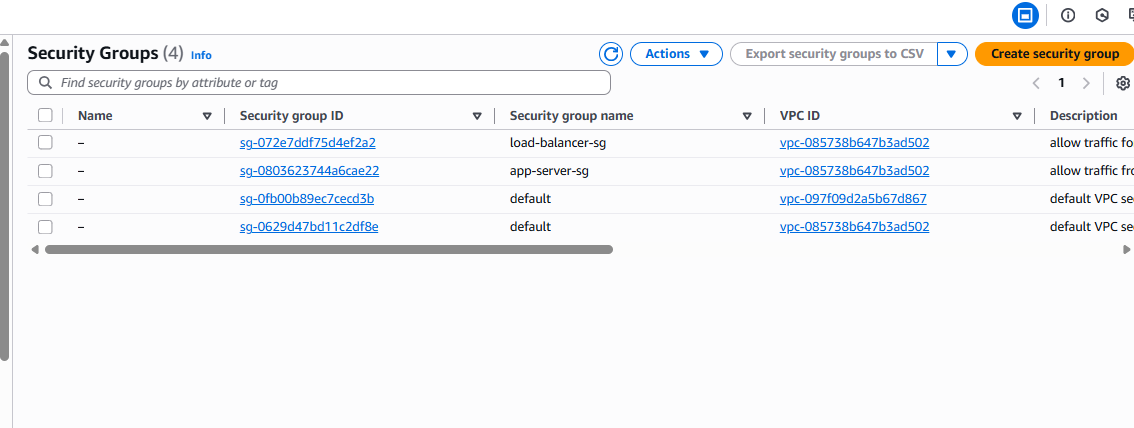 Security Groups (4) Info
Actions
Export security groups to CSV
Create security group
Find security groups by attribute or tag
1
Name Security group ID Security group name VPC ID Description
– sg-072e7ddf75d4ef2a2 load-balancer-sg vpc-085738b647b3ad502 allow traffic fo
– sg-0803623744a6cae22 app-server-sg vpc-085738b647b3ad502 allow traffic fro
– sg-0fb00b89ec7cecd3b default vpc-097f09d2a5b67d867 default VPC sec
– sg-0629d47bd11c2df8e default vpc-085738b647b3ad502 default VPC sec